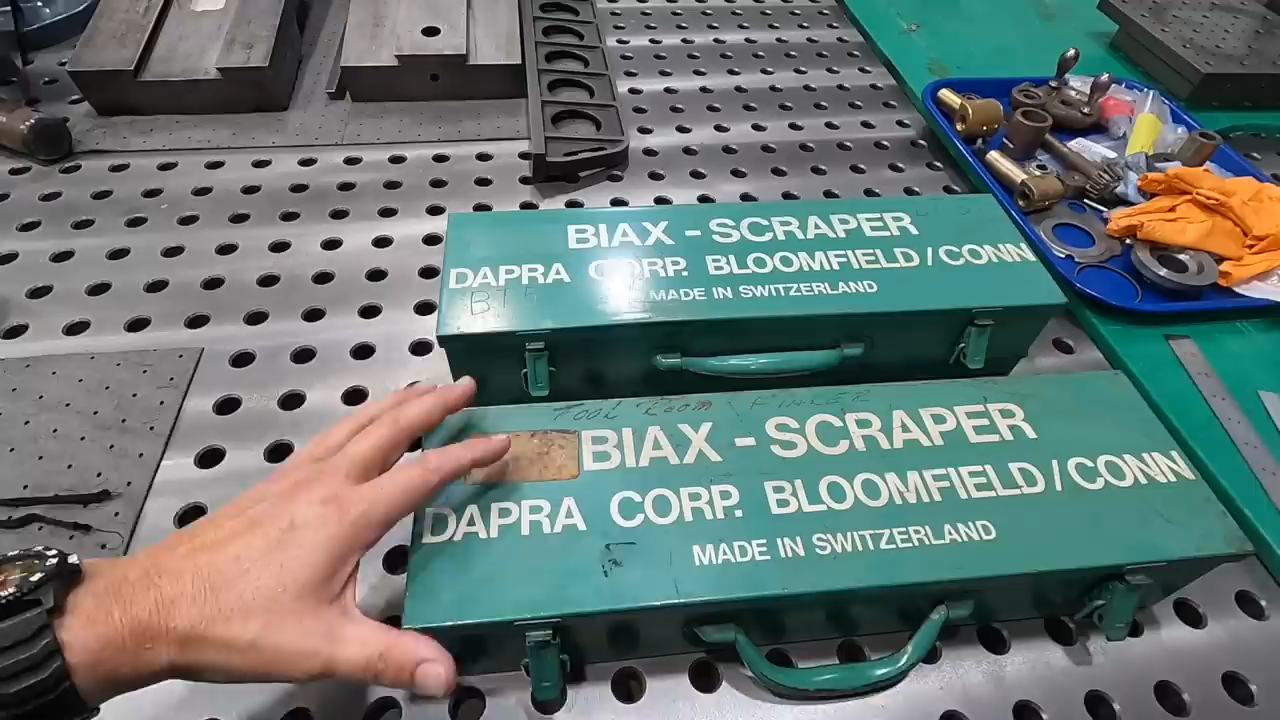 BIAX - SCRAPER
DAPRA CORP. BLOOMFIELD / CONN
MADE IN SWITZERLAND
TOOL ROOM
BIAX - SCRAPER
DAPRA CORP. BLOOMFIELD / CONN
MADE IN SWITZERLAND